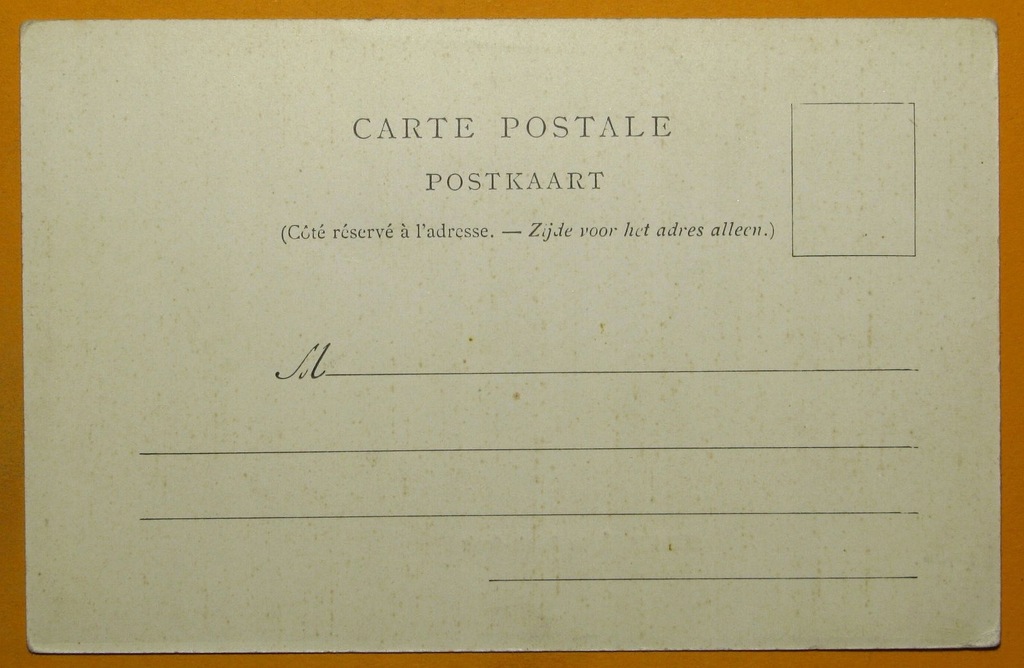 CARTE POSTALE
POSTKAART
(Côté réservé à l'adresse. — Zijde voor het adres alleen.)
M